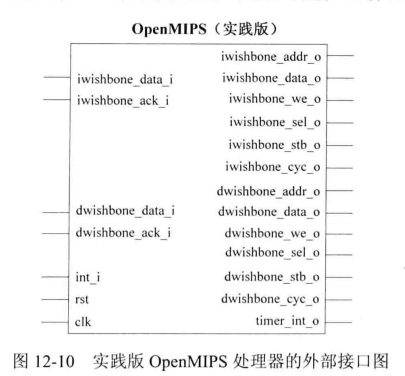 OpenMIPS（实践版）
iwishbone_addr_o
iwishbone_data_i
iwishbone_data_o
iwishbone_ack_i
iwishbone_we_o
iwishbone_sel_o
iwishbone_stb_o
iwishbone_cyc_o
dwishbone_addr_o
dwishbone_data_i
dwishbone_data_o
dwishbone_ack_i
dwishbone_we_o
dwishbone_sel_o
int_i
dwishbone_stb_o
rst
dwishbone_cyc_o
clk
timer_int_o
图 12-10 实践版 OpenMIPS 处理器的外部接口图